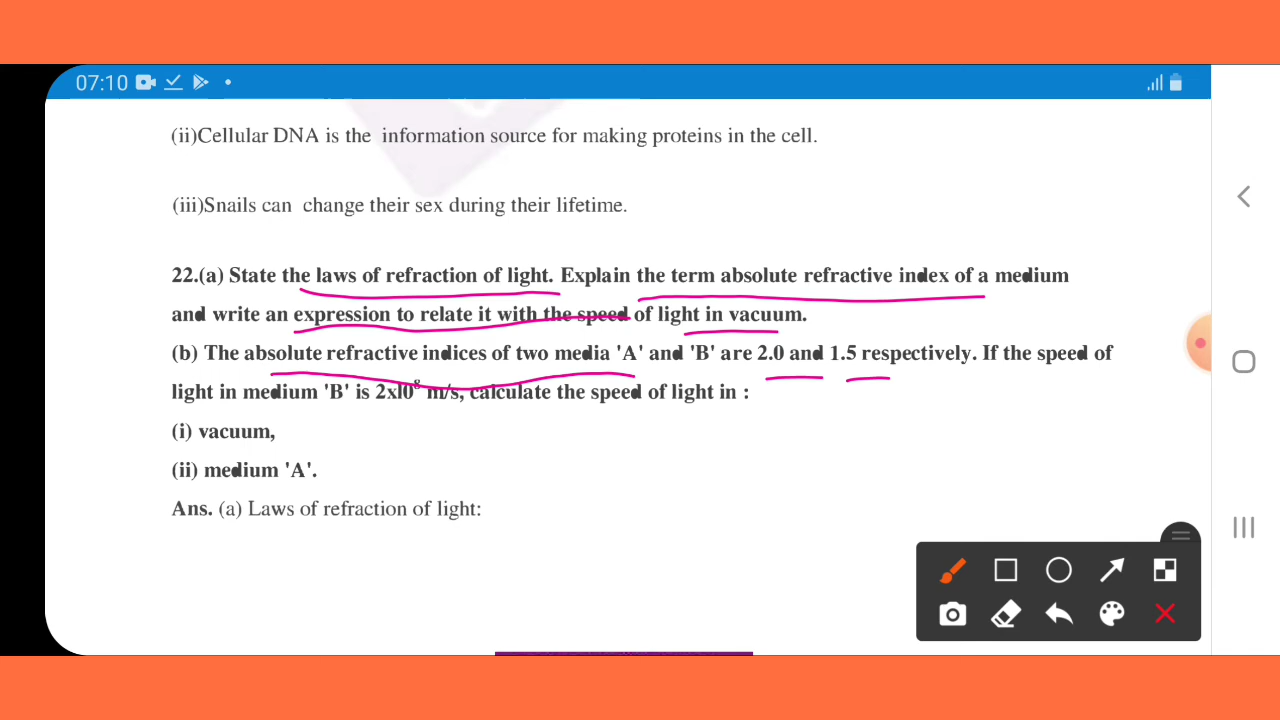 07:10
(ii)Cellular DNA is the information source for making proteins in the cell.
(iii)Snails can change their sex during their lifetime.
22.(a) State the laws of refraction of light. Explain the term absolute refractive index of a medium
and write an expression to relate it with the speed of light in vacuum.
(b) The absolute refractive indices of two media 'A' and 'B' are 2.0 and 1.5 respectively. If the speed of
light in medium 'B' is 2xl0⁸ m/s, calculate the speed of light in :
(i) vacuum,
(ii) medium 'A'.
Ans. (a) Laws of refraction of light: